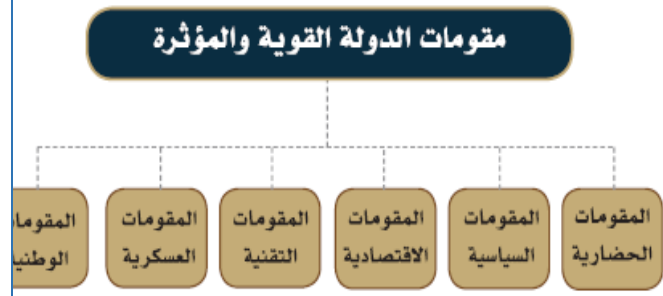 مقومات الدولة القوية والمؤثرة
المقومات
الحضارية
المقومات
السياسية
المقومات
الاقتصادية
المقومات
التقنية
المقومات
العسكرية
المقوما
الوطني